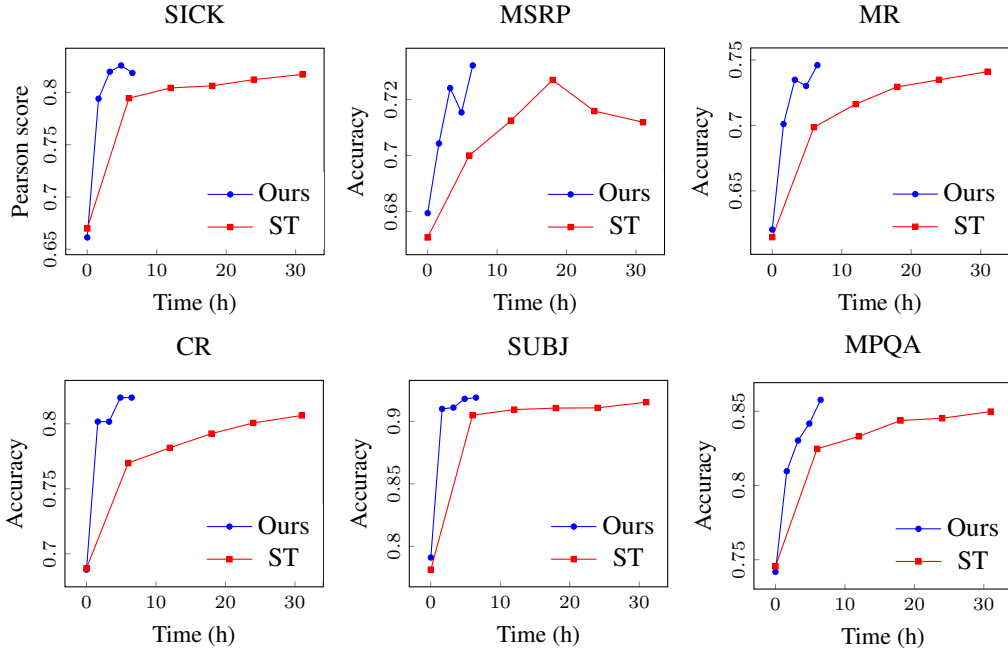 SICK
Pearson score
0.8
0.75
0.7
0.65
Ours
ST
0 10 20 30
Time (h)
MSRP
Accuracy
0.72
0.7
0.68
Ours
ST
0 10 20 30
Time (h)
MR
Accuracy
0.75
0.7
0.65
Ours
ST
0 10 20 30
Time (h)
CR
Accuracy
0.8
0.75
0.7
Ours
ST
0 10 20 30
Time (h)
SUBJ
Accuracy
0.9
0.85
0.8
Ours
ST
0 10 20 30
Time (h)
MPQA
Accuracy
0.85
0.8
0.75
Ours
ST
0 10 20 30
Time (h)